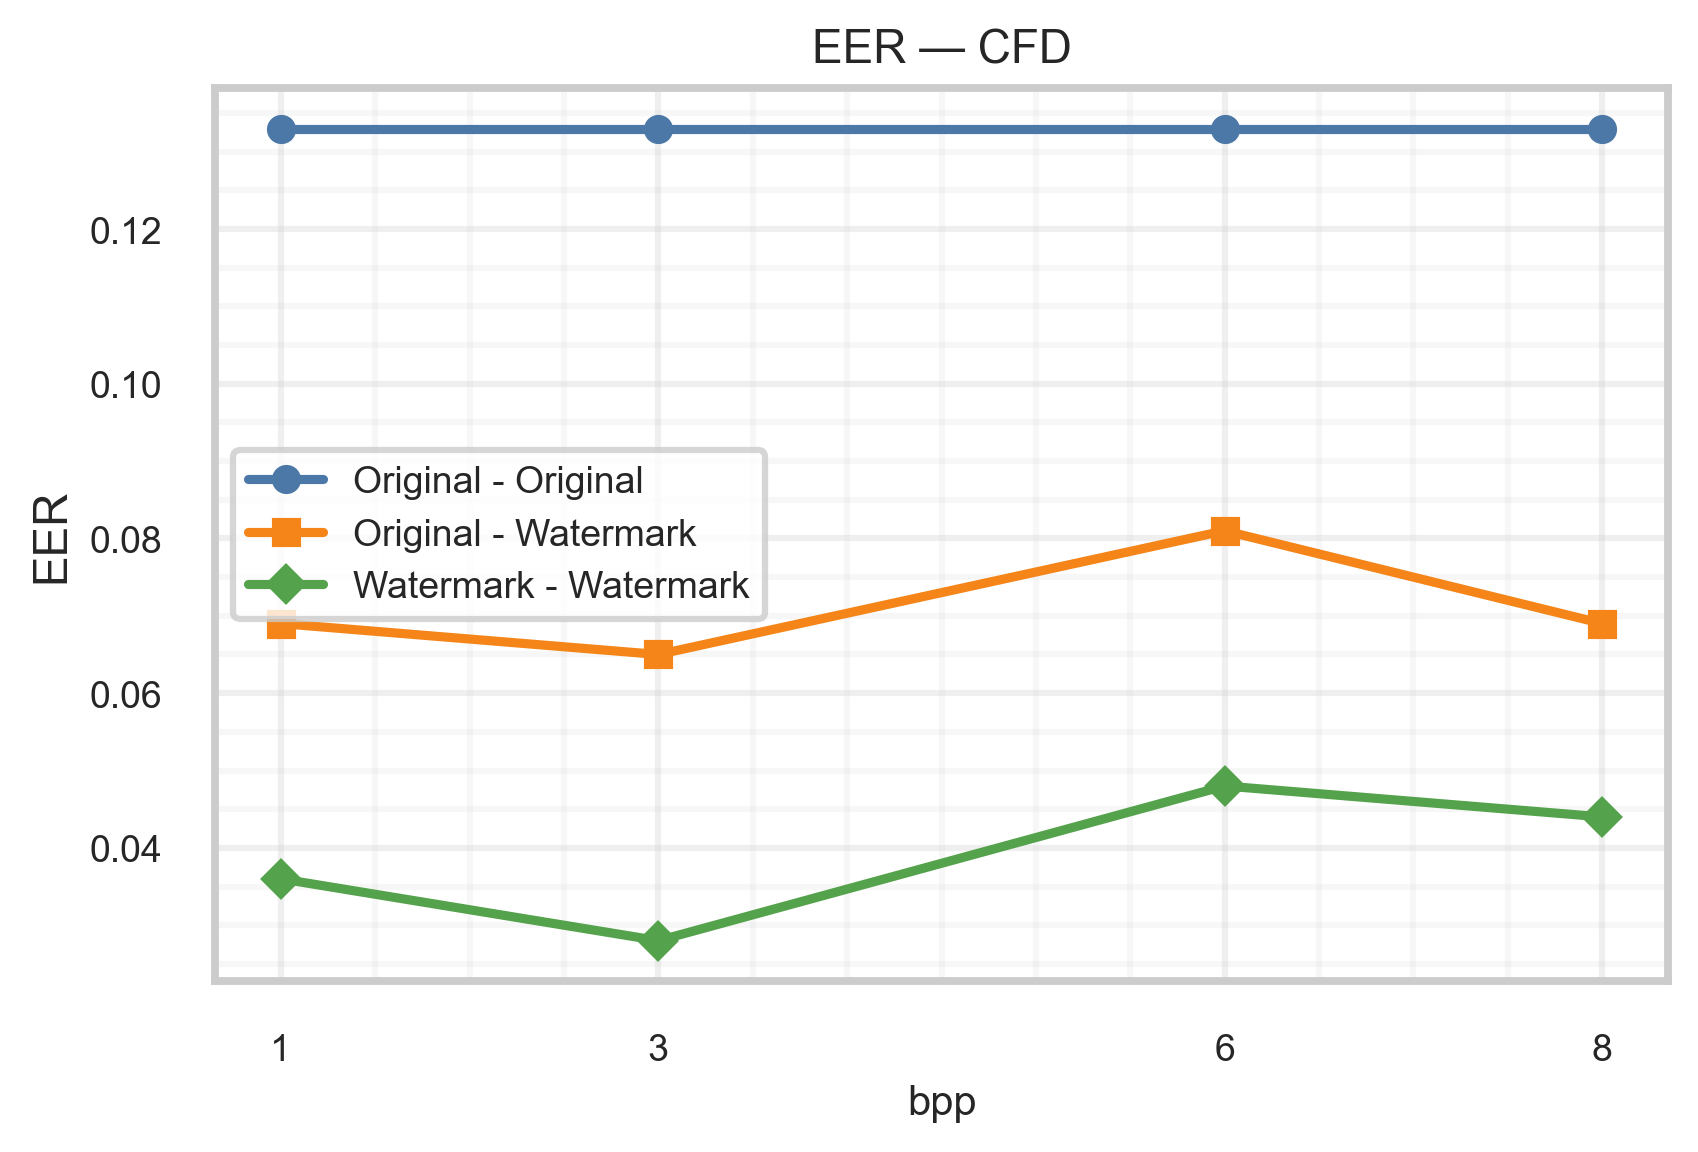 EER — CFD
EER
0.12
0.10
0.08
0.06
0.04
Original - Original
Original - Watermark
Watermark - Watermark
1 3 6 8
bpp